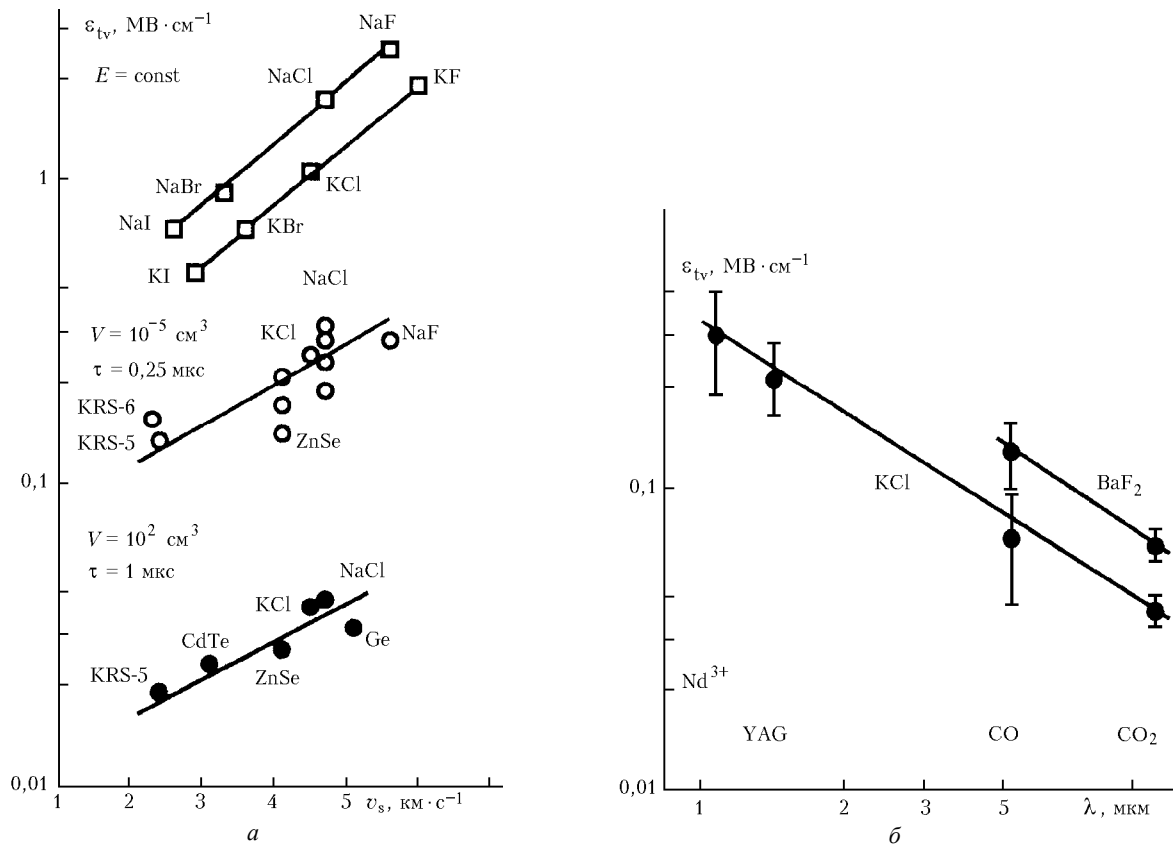 ε_tv, МВ · см⁻¹
NaF
E = const
NaCl
KF
1
NaBr
KCl
NaI
KBr
KI
NaCl
V = 10⁻⁵ см³
KCl
NaF
τ = 0,25 мкс
KRS-6
KRS-5
ZnSe
0,1
V = 10² см³
τ = 1 мкс
NaCl
KCl
CdTe
Ge
KRS-5
ZnSe
0,01
1 2 3 4 5 υ_s, км · с⁻¹
а
ε_tv, МВ · см⁻¹
KCl
BaF₂
0,1
Nd³⁺
YAG
CO
CO₂
0,01
1 2 3 5 λ, мкм
б